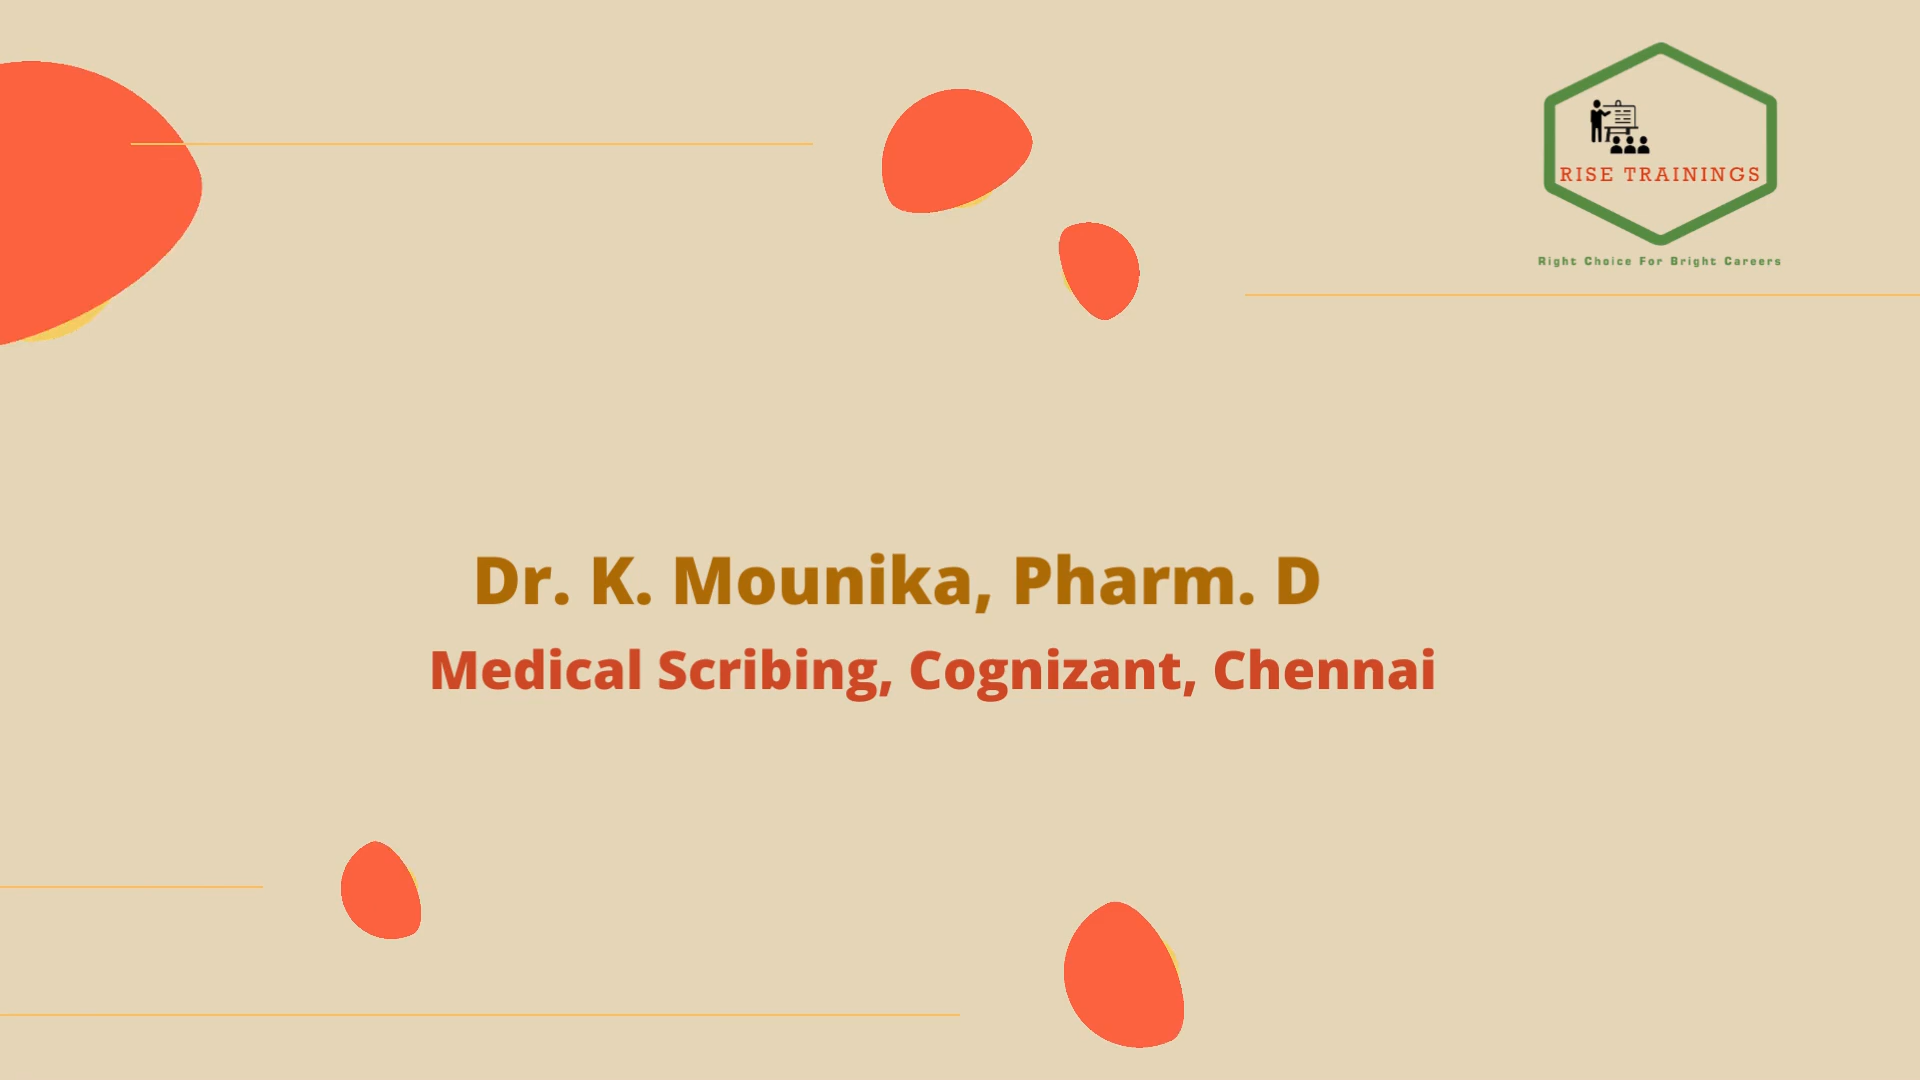 RISE TRAININGS
Right Choice For Bright Careers
Dr. K. Mounika, Pharm. D
Medical Scribing, Cognizant, Chennai